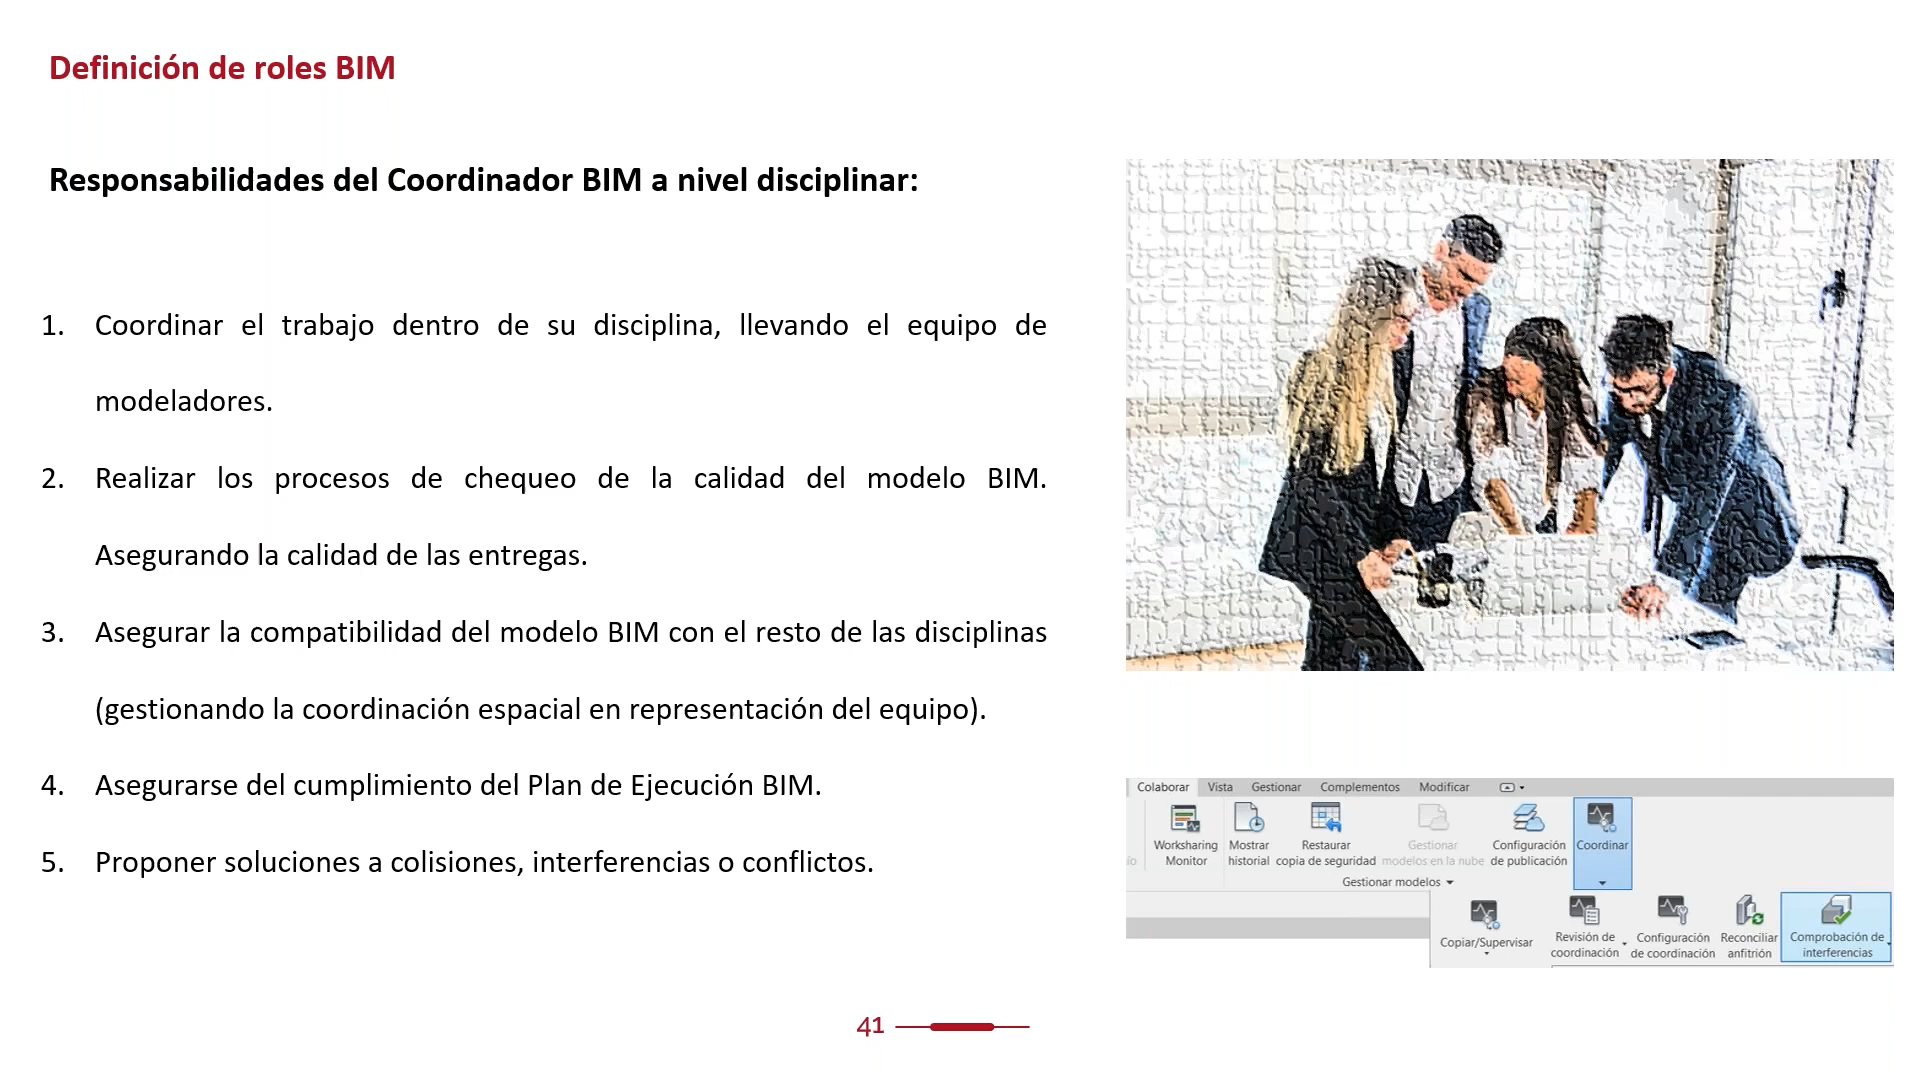 Definición de roles BIM
Responsabilidades del Coordinador BIM a nivel disciplinar:
1. Coordinar el trabajo dentro de su disciplina, llevando el equipo de
modeladores.
2. Realizar los procesos de chequeo de la calidad del modelo BIM.
Asegurando la calidad de las entregas.
3. Asegurar la compatibilidad del modelo BIM con el resto de las disciplinas
(gestionando la coordinación espacial en representación del equipo).
4. Asegurarse del cumplimiento del Plan de Ejecución BIM.
5. Proponer soluciones a colisiones, interferencias o conflictos.
Colaborar Vista Gestionar Complementos Modificar
Worksharing Mostrar Restaurar Gestionar Configuración Coordinar
Monitor historial copia de seguridad modelos en la nube de publicación
Gestionar modelos
Copiar/Supervisar Revisión de Configuración Reconciliar Comprobación de
coordinación de coordinación anfitrión interferencias
41